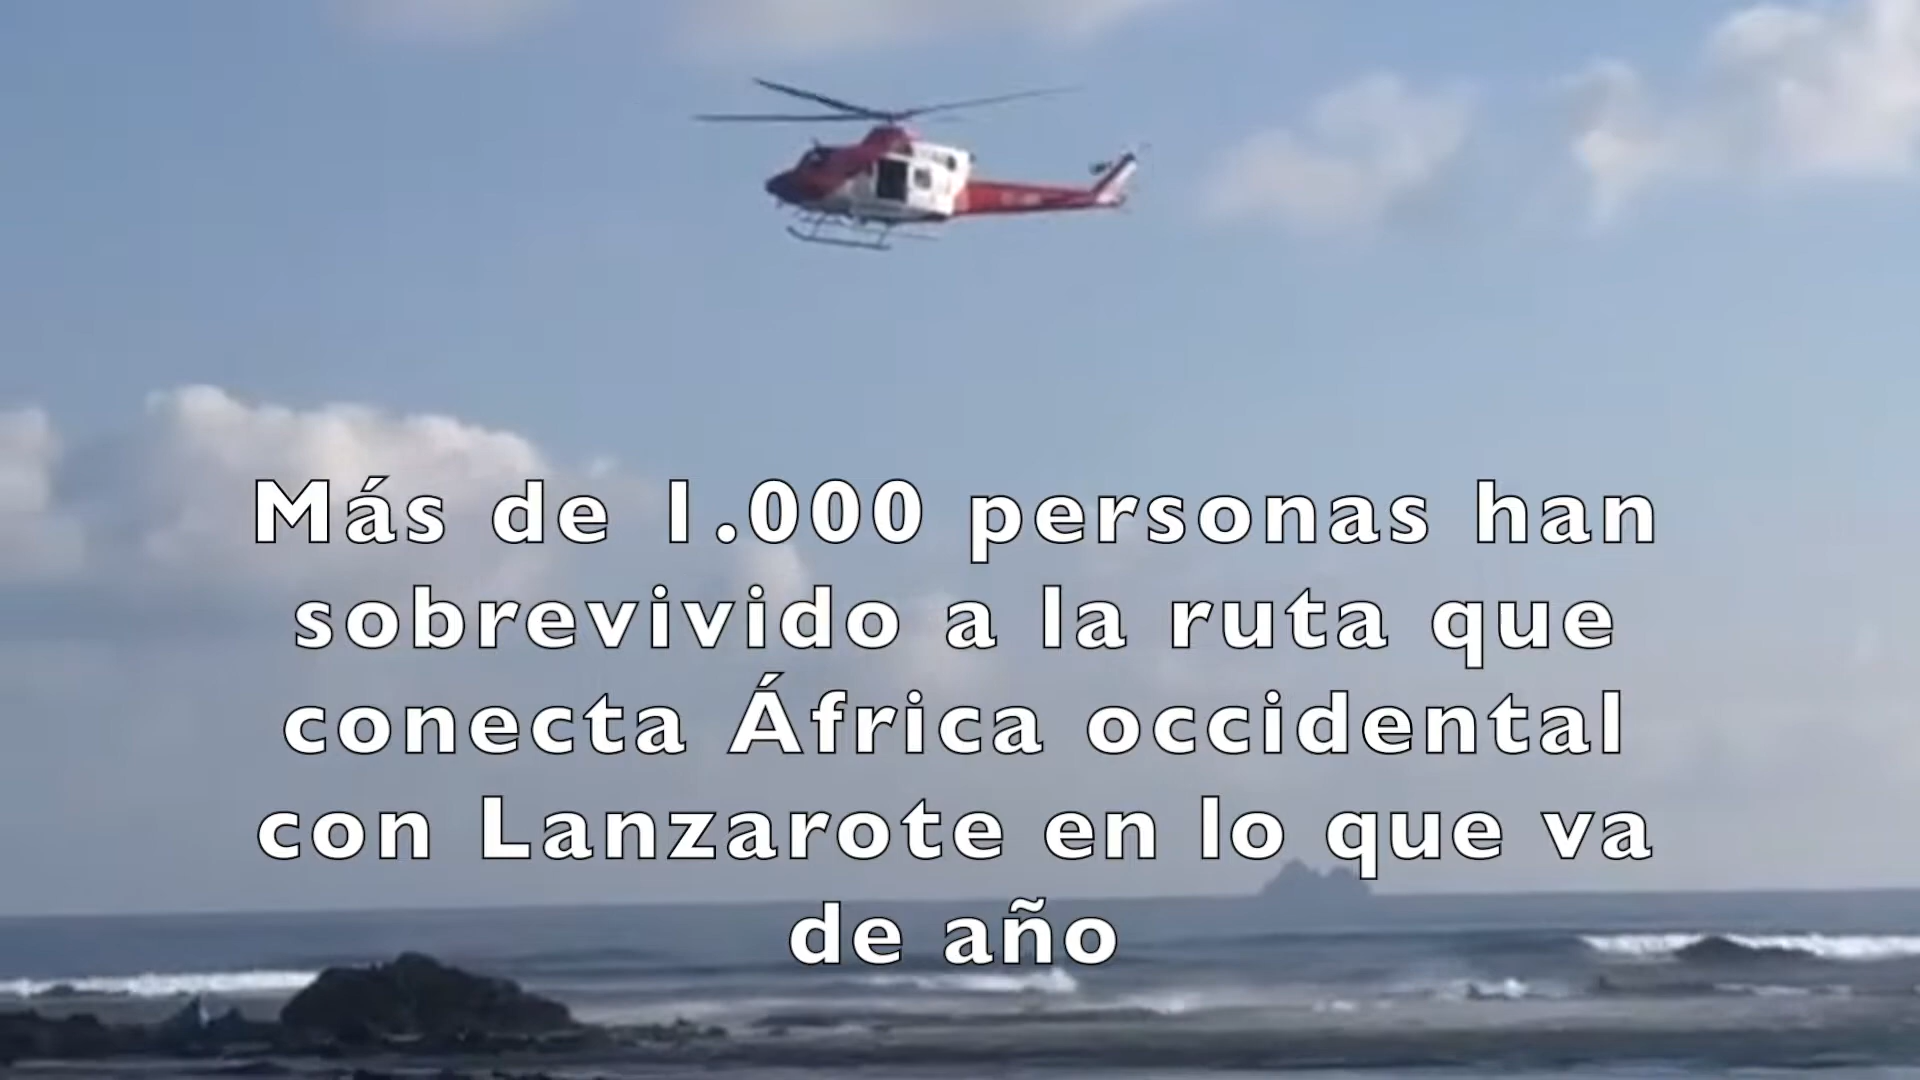 Más de 1.000 personas han
sobrevivido a la ruta que
conecta África occidental
con Lanzarote en lo que va
de año